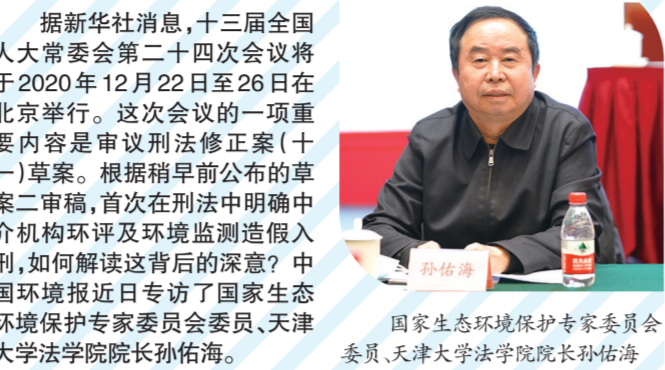 据新华社消息，十三届全国
人大常委会第二十四次会议将
于2020年12月22日至26日在
北京举行。这次会议的一项重
要内容是审议刑法修正案（十
一）草案。根据稍早前公布的草
案二审稿，首次在刑法中明确中
介机构环评及环境监测造假入
刑，如何解读这背后的深意？中
国环境报近日专访了国家生态
环境保护专家委员会委员、天津
大学法学院院长孙佑海。
孙佑海
农夫山泉
国家生态环境保护专家委员会
委员、天津大学法学院院长孙佑海